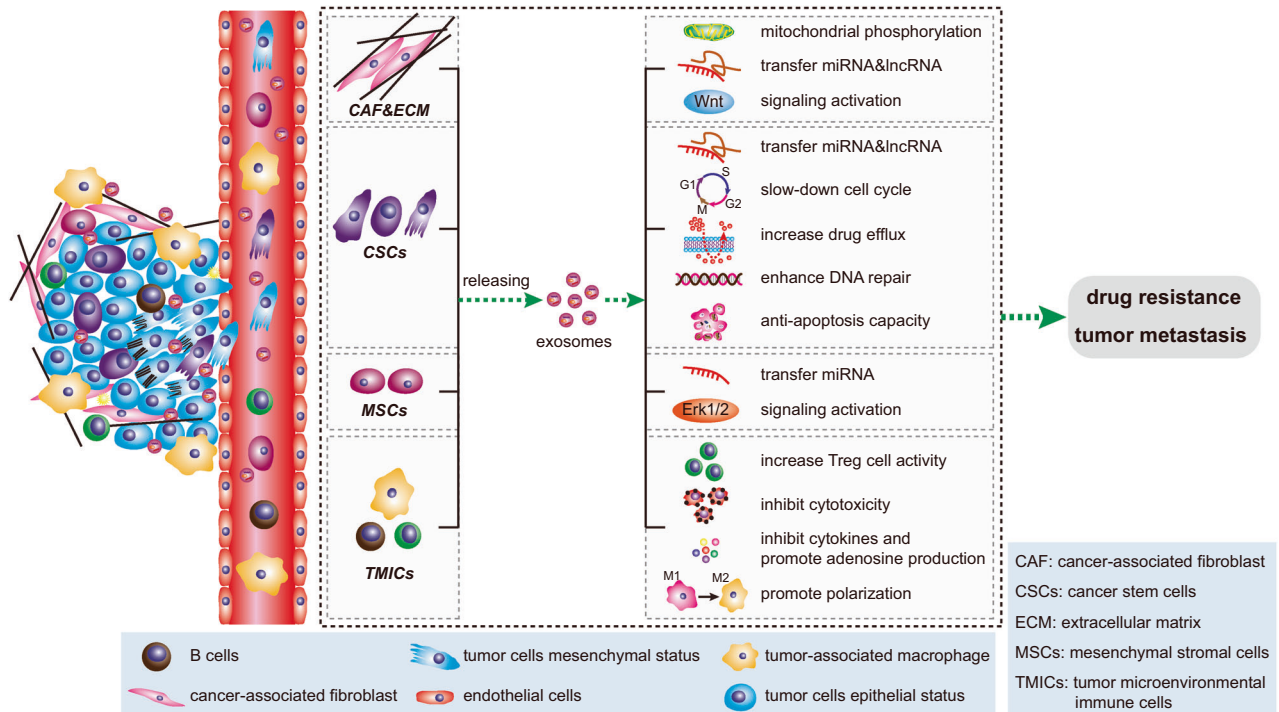 CAF&ECM
CSCs
MSCs
TMICs
releasing
exosomes
mitochondrial phosphorylation
transfer miRNA&lncRNA
Wnt
signaling activation
transfer miRNA&lncRNA
G1
S
M
G2
slow-down cell cycle
increase drug efflux
enhance DNA repair
anti-apoptosis capacity
transfer miRNA
Erk1/2
signaling activation
increase Treg cell activity
inhibit cytotoxicity
inhibit cytokines and
promote adenosine production
M1
M2
promote polarization
drug resistance
tumor metastasis
CAF: cancer-associated fibroblast
CSCs: cancer stem cells
ECM: extracellular matrix
MSCs: mesenchymal stromal cells
TMICs: tumor microenvironmental
immune cells
B cells
tumor cells mesenchymal status
tumor-associated macrophage
cancer-associated fibroblast
endothelial cells
tumor cells epithelial status